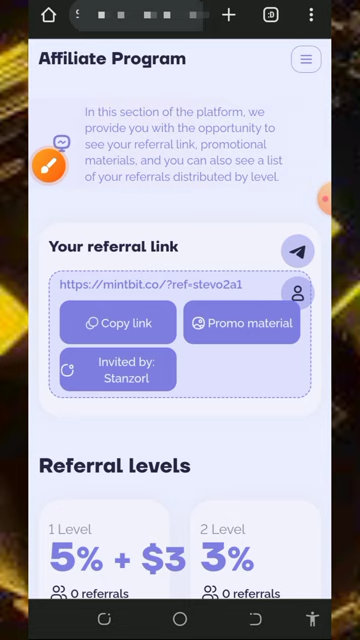 :D
Affiliate Program
In this section of the platform, we
provide you with the opportunity to
see your referral link, promotional
materials, and you can also see a list
of your referrals distributed by level.
Your referral link
https://mintbit.co/?ref=stevo2a1
Copy link
Promo material
Invited by:
Stanzorl
Referral levels
1 Level
2 Level
5% + $3
3%
0 referrals
0 referrals